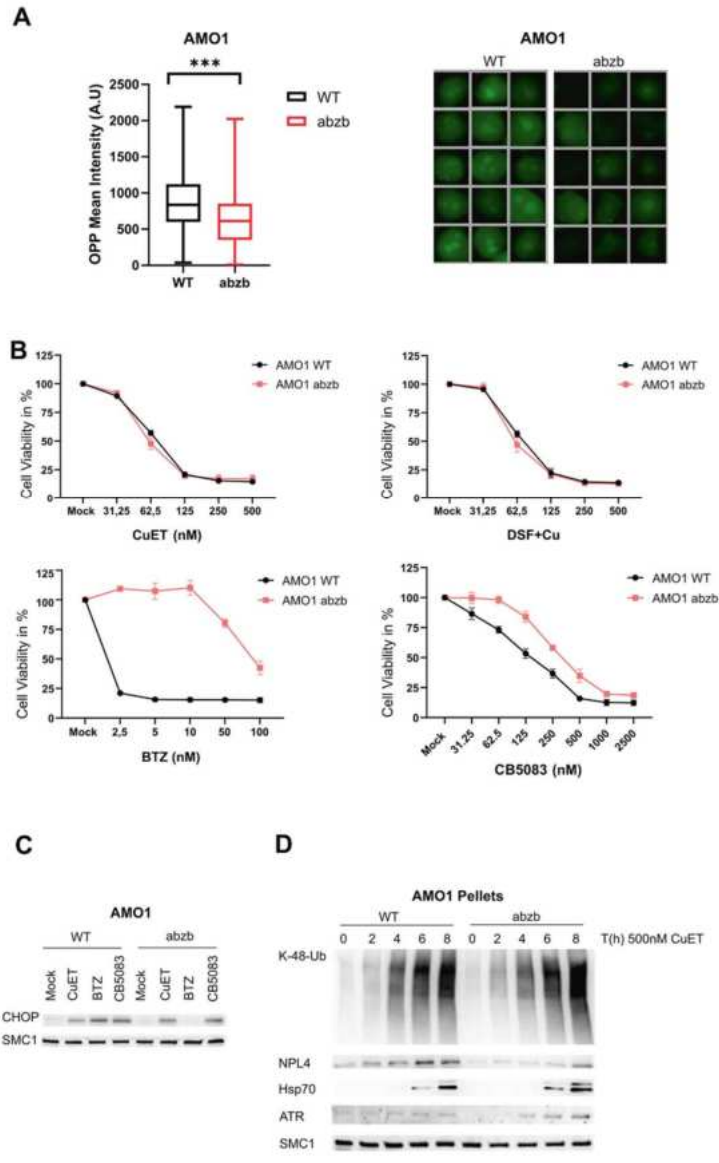 A
AMO1
***
2500
2000
1500
1000
500
0
OPP Mean Intensity (A.U)
WT
abzb
WT
abzb
AMO1
WT
abzb
B
125
100
75
50
25
0
Cell Viability in %
Mock 31,25 62,5 125 250 500
CuET (nM)
AMO1 WT
AMO1 abzb
125
100
75
50
25
0
Cell Viability in %
Mock 31,25 62,5 125 250 500
DSF+Cu
AMO1 WT
AMO1 abzb
125
100
75
50
25
0
Cell Viability in %
Mock 2,5 5 10 50 100
BTZ (nM)
AMO1 WT
AMO1 abzb
125
100
75
50
25
0
Cell Viability in %
Mock 31.25 62.5 125 250 500 1000 2500
CB5083 (nM)
AMO1 WT
AMO1 abzb
C
AMO1
WT abzb
Mock CuET BTZ CB5083 Mock CuET BTZ CB5083
CHOP
SMC1
D
AMO1 Pellets
WT abzb
0 2 4 6 8 0 2 4 6 8 T(h) 500nM CuET
K-48-Ub
NPL4
Hsp70
ATR
SMC1